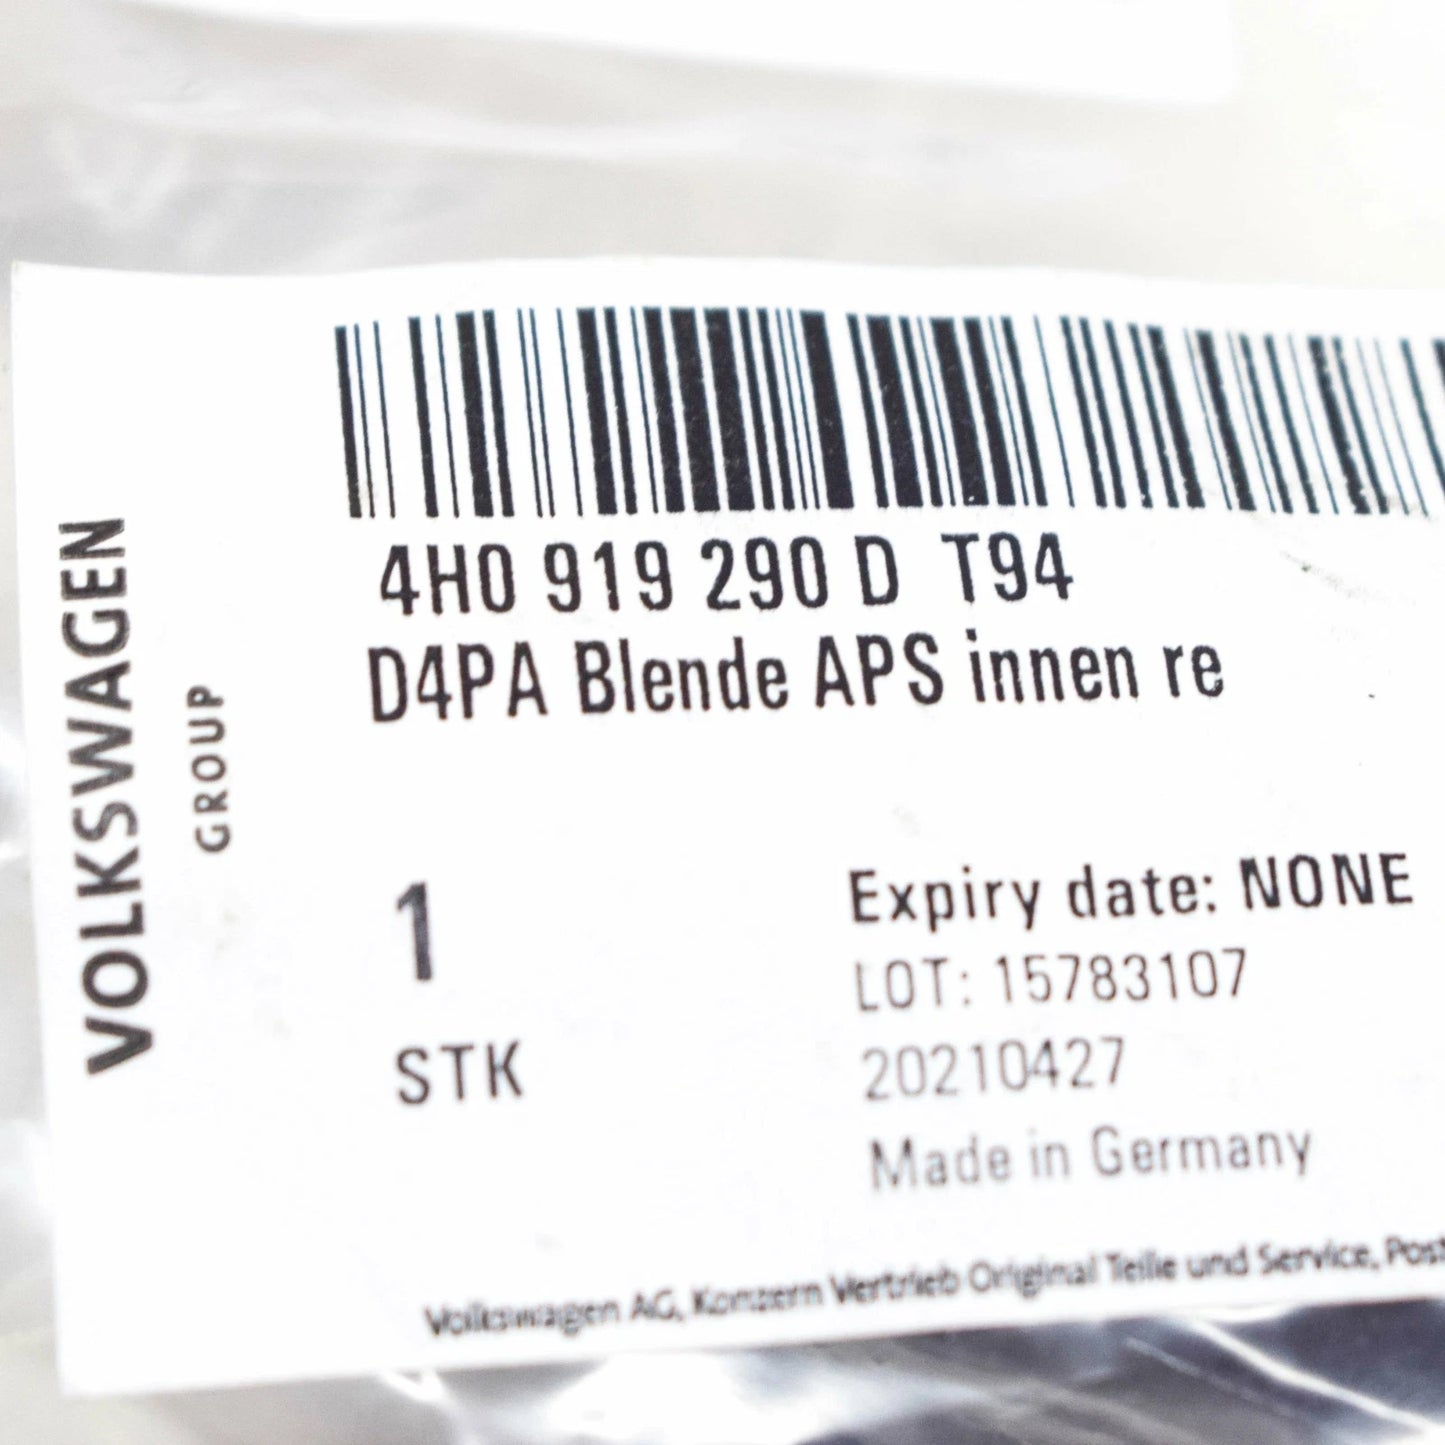 VOLKSWAGEN
GROUP
4H0 919 290 D T94
D4PA Blende APS innen re
1
STK
Expiry date: NONE
LOT: 15783107
20210427
Made in Germany
Volkswagen AG, Konzern Vertrieb Original Teile und Service, Post